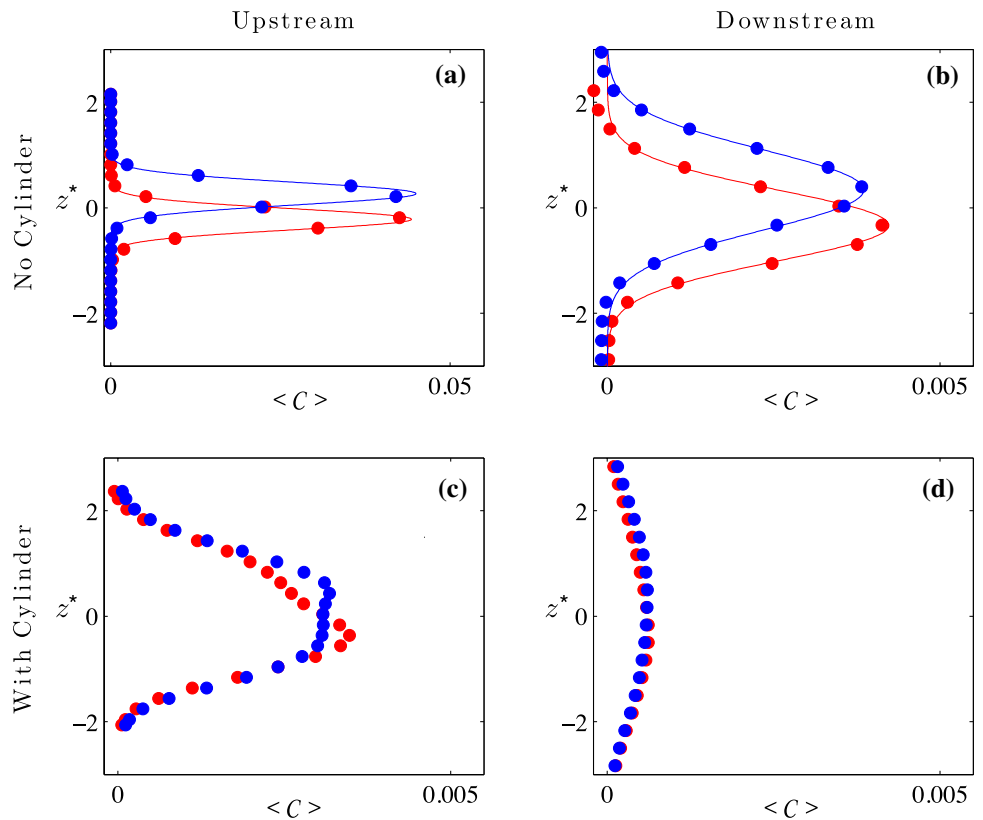 Upstream
Downstream
No Cylinder
(a)
2
0
−2
z*
0
0.05
< C >
(b)
2
0
−2
z*
0
0.005
< C >
With Cylinder
(c)
2
0
−2
z*
0
0.005
< C >
(d)
2
0
−2
z*
0
0.005
< C >